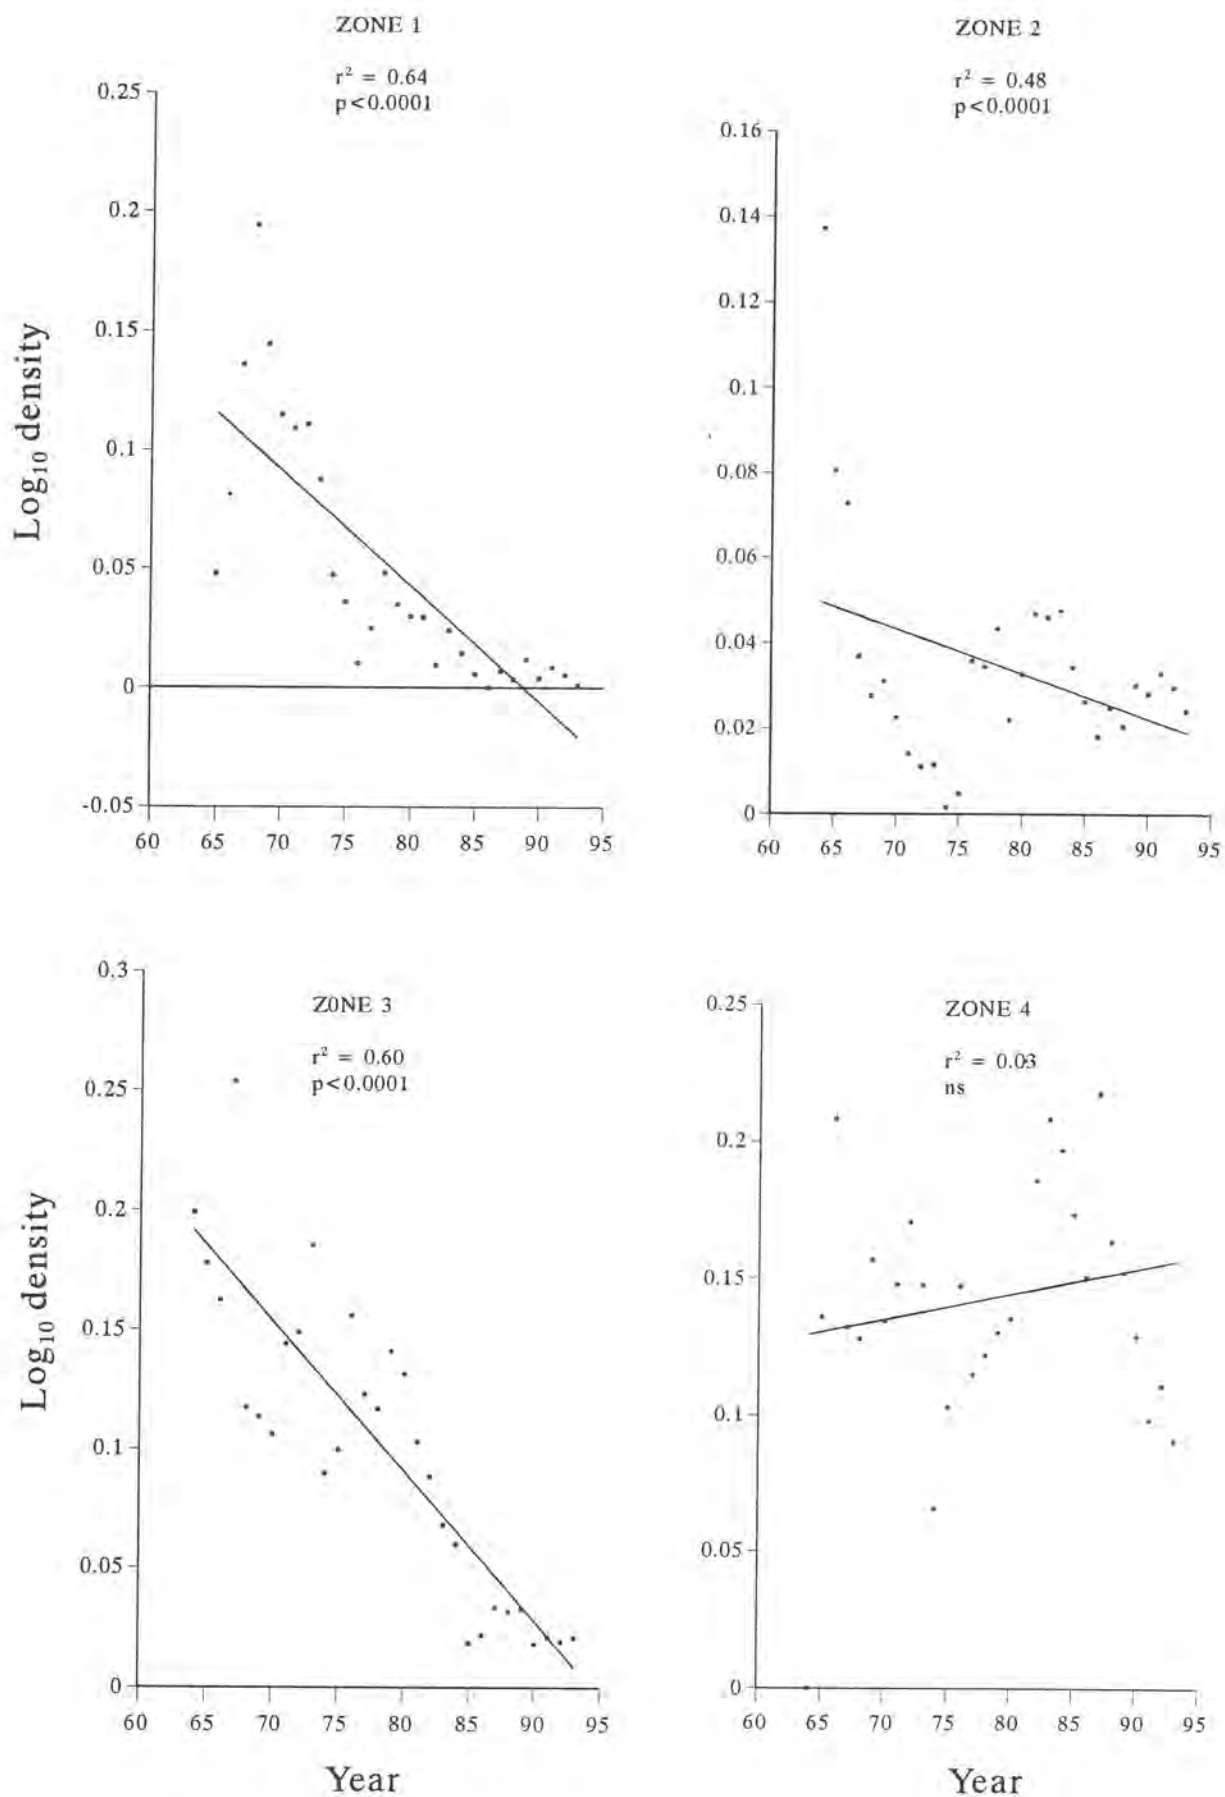 ZONE 1
r² = 0.64
p<0.0001
0.25
0.2
0.15
0.1
0.05
0
-0.05
60 65 70 75 80 85 90 95
Log₁₀ density
ZONE 2
r² = 0.48
p<0.0001
0.16
0.14
0.12
0.1
0.08
0.06
0.04
0.02
0
60 65 70 75 80 85 90 95
Z0NE 3
r² = 0.60
p<0.0001
0.3
0.25
0.2
0.15
0.1
0.05
0
60 65 70 75 80 85 90 95
Log₁₀ density
Year
ZONE 4
r² = 0.03
ns
0.25
0.2
0.15
0.1
0.05
0
60 65 70 75 80 85 90 95
Year